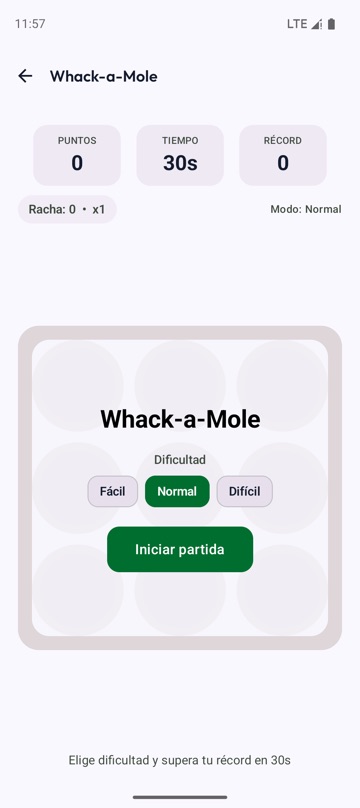 11:57
LTE
Whack-a-Mole
PUNTOS
0
TIEMPO
30s
RÉCORD
0
Racha: 0 • x1
Modo: Normal
Whack-a-Mole
Dificultad
Fácil
Normal
Difícil
Iniciar partida
Elige dificultad y supera tu récord en 30s